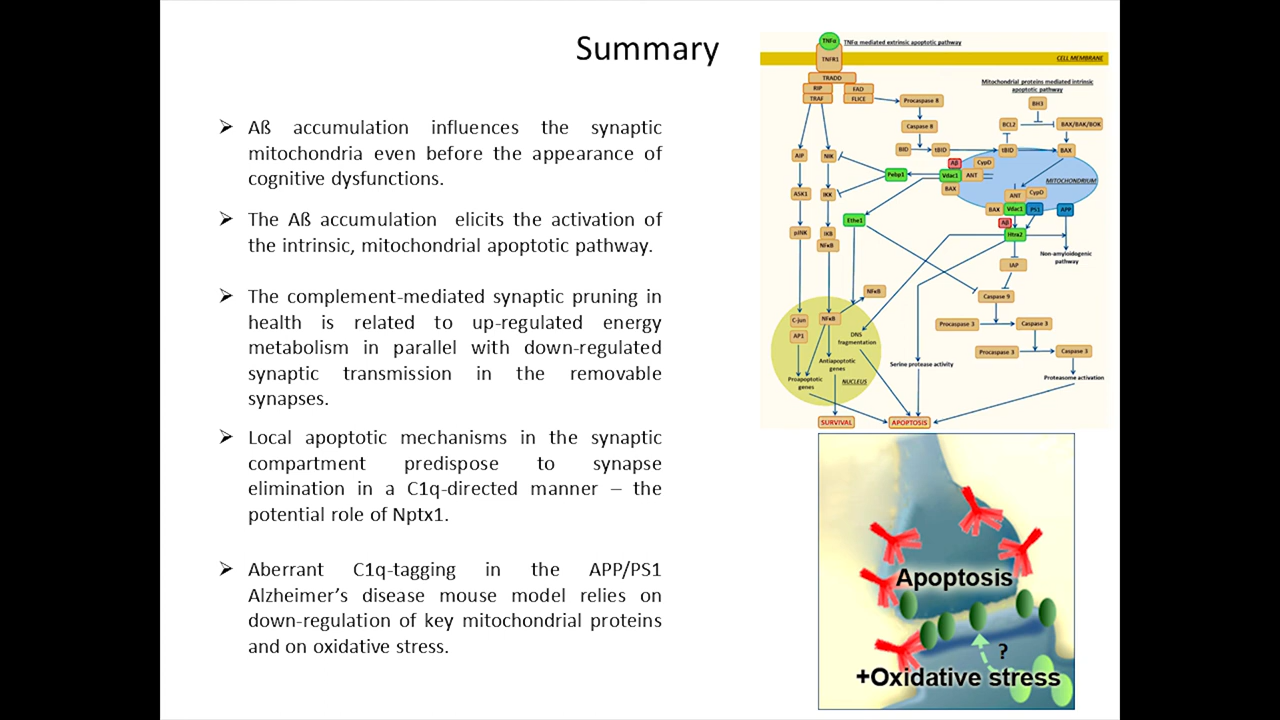 Summary
➢ Aß accumulation influences the synaptic
mitochondria even before the appearance of
cognitive dysfunctions.
➢ The Aß accumulation elicits the activation of
the intrinsic, mitochondrial apoptotic pathway.
➢ The complement-mediated synaptic pruning in
health is related to up-regulated energy
metabolism in parallel with down-regulated
synaptic transmission in the removable
synapses.
➢ Local apoptotic mechanisms in the synaptic
compartment predispose to synapse
elimination in a C1q-directed manner – the
potential role of Nptx1.
➢ Aberrant C1q-tagging in the APP/PS1
Alzheimer’s disease mouse model relies on
down-regulation of key mitochondrial proteins
and on oxidative stress.
TNFα
TNFα mediated extrinsic apoptotic pathway
TNFR1
CELL MEMBRANE
TRADD
RIP
FAD
TRAF
FLICE
Mitochondrial proteins mediated intrinsic
apoptotic pathway
Procaspase 8
BH3
Caspase 8
BCL2
BAX/BAK/BOK
BID
tBID
tBID
BAX
AIP
NIK
Aβ
CypD
Pebp1
Vdac1
ANT
MITOCHONDRIUM
BAX
ASK1
IKK
ANT
CypD
BAX
Vdac1
PS1
APP
Ethe1
Aβ
pJNK
IKB
NFκB
Htra2
Non-amyloidogenic
pathway
IAP
NFκB
Caspase 9
C-jun
NFκB
AP1
DNS
fragmentation
Procaspase 3
Caspase 3
Procaspase 3
Caspase 3
Antiapoptotic
genes
Serine protease activity
Proapoptotic
genes
NUCLEUS
Proteasome activation
SURVIVAL
APOPTOSIS
Apoptosis
?
+Oxidative stress